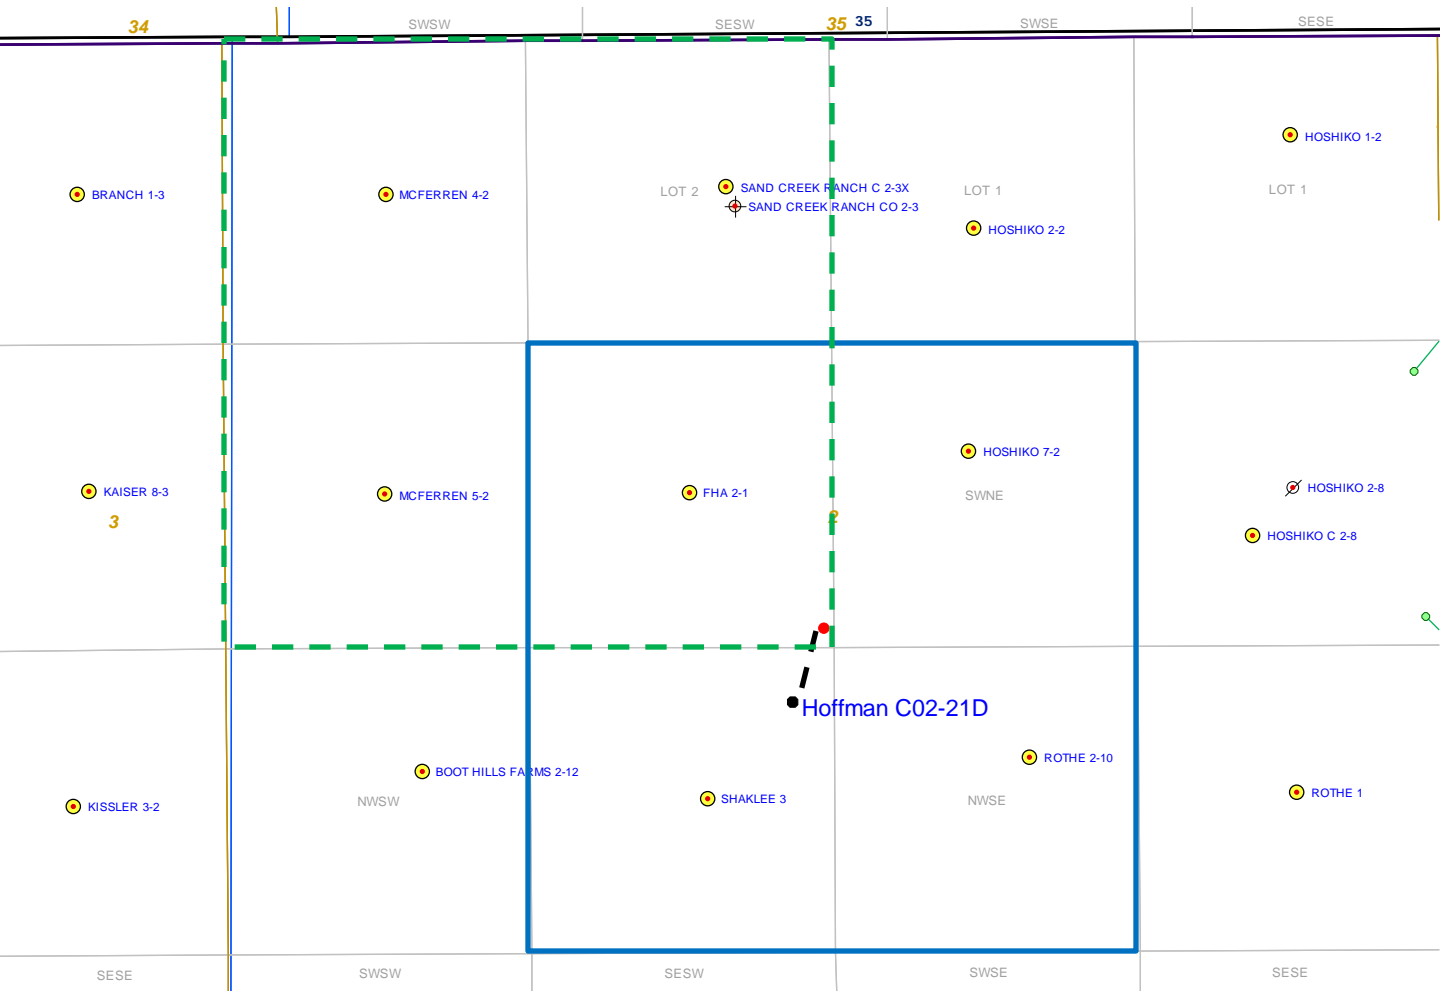 34
SWSW
SESW
35
35
SWSE
SESE
HOSHIKO 1-2
BRANCH 1-3
MCFERREN 4-2
LOT 2
SAND CREEK RANCH C 2-3X
LOT 1
LOT 1
SAND CREEK RANCH CO 2-3
HOSHIKO 2-2
HOSHIKO 7-2
KAISER 8-3
MCFERREN 5-2
FHA 2-1
SWNE
HOSHIKO 2-8
3
2
HOSHIKO C 2-8
Hoffman C02-21D
ROTHE 2-10
BOOT HILLS FARMS 2-12
KISSLER 3-2
NWSW
SHAKLEE 3
NWSE
ROTHE 1
SESE
SWSW
SESW
SWSE
SESE